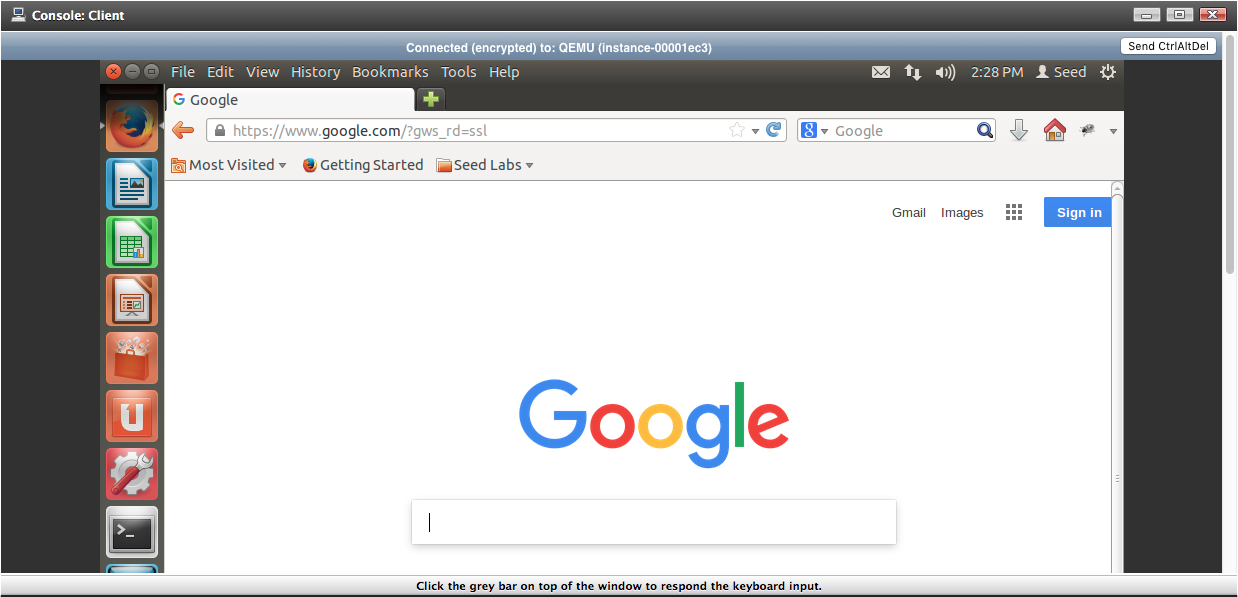 Console: Client
Connected (encrypted) to: QEMU (instance-00001ec3)
Send CtrlAltDel
File Edit View History Bookmarks Tools Help
2:28 PM Seed
Google
https://www.google.com/?gws_rd=ssl
8 Google
Most Visited Getting Started Seed Labs
Gmail Images Sign in
Google
Click the grey bar on top of the window to respond the keyboard input.